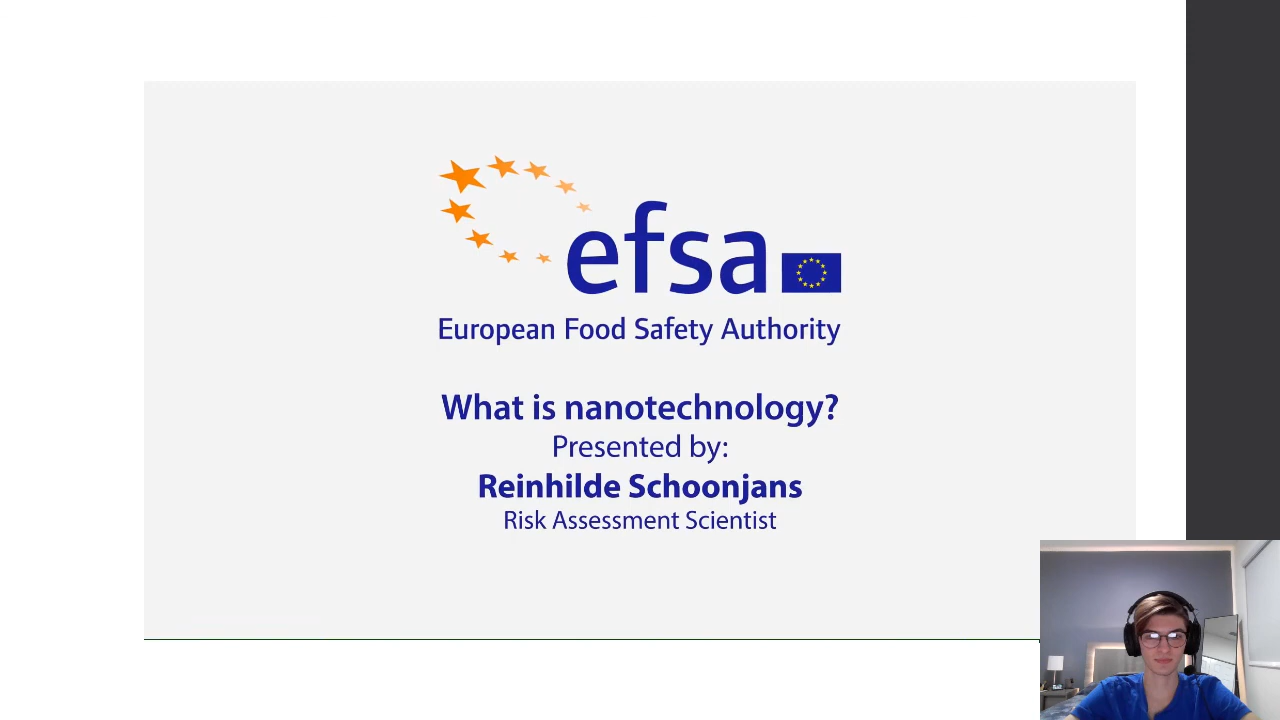 efsa
European Food Safety Authority
What is nanotechnology?
Presented by:
Reinhilde Schoonjans
Risk Assessment Scientist